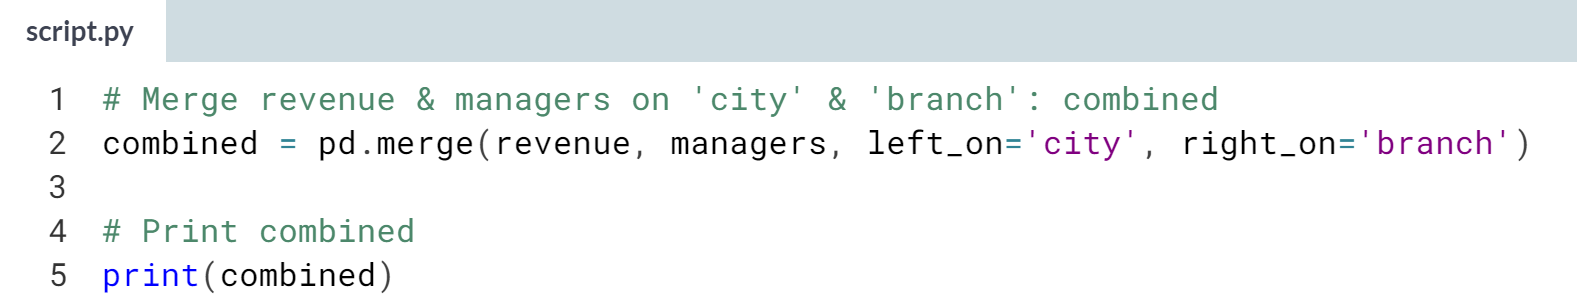 script.py
1 # Merge revenue & managers on 'city' & 'branch': combined
2 combined = pd.merge(revenue, managers, left_on='city', right_on='branch')
3
4 # Print combined
5 print(combined)